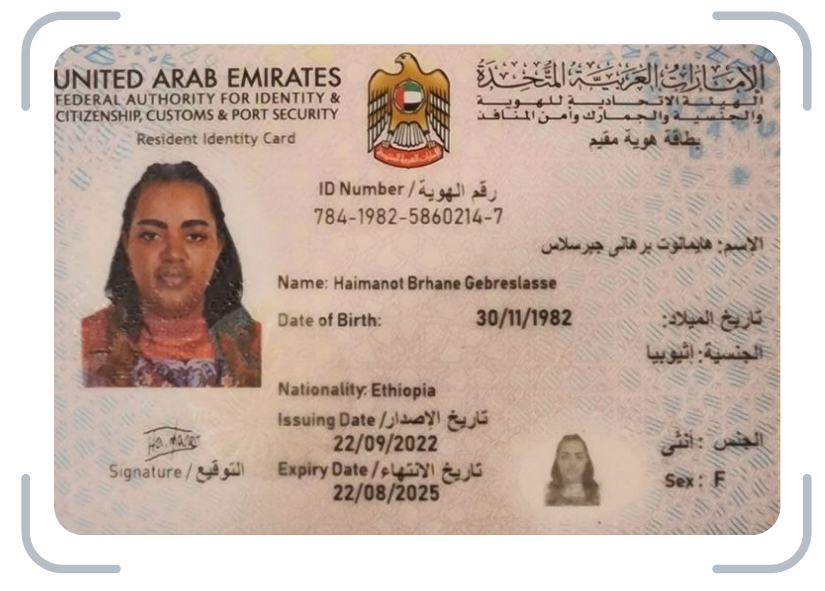 UNITED ARAB EMIRATES
FEDERAL AUTHORITY FOR IDENTITY &
CITIZENSHIP, CUSTOMS & PORT SECURITY
Resident Identity Card
الإمارات العربية المتحدة
الهيئة الاتحادية للهوية
والجنسية والجمارك وأمن المنافذ
بطاقة هوية مقيم
ID Number / رقم الهوية
784-1982-5860214-7
الاسم: هايمانوت برهانى جبرسلاس
Name: Haimanot Brhane Gebreslasse
Date of Birth: 30/11/1982 تاريخ الميلاد:
الجنسية: إثيوبيا
Nationality: Ethiopia
Issuing Date / تاريخ الإصدار
22/09/2022
Expiry Date / تاريخ الانتهاء
22/08/2025
الجنس : أنثى
Sex : F
Signature / التوقيع